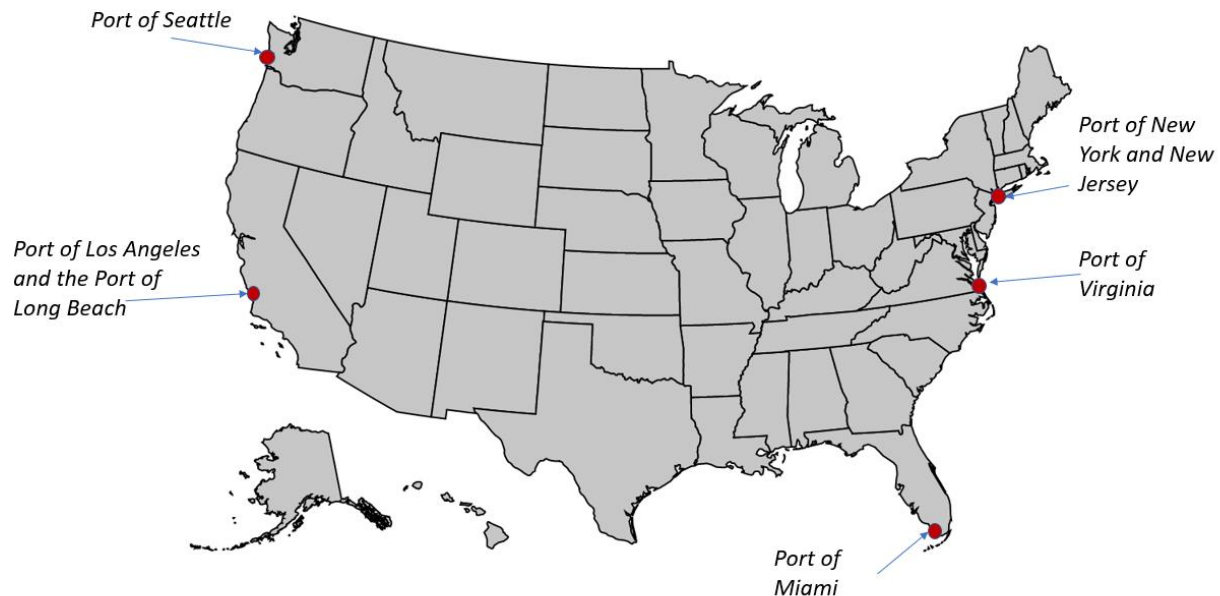 Port of Seattle
Port of New
York and New
Jersey
Port of Los Angeles
and the Port of
Long Beach
Port of
Virginia
Port of
Miami